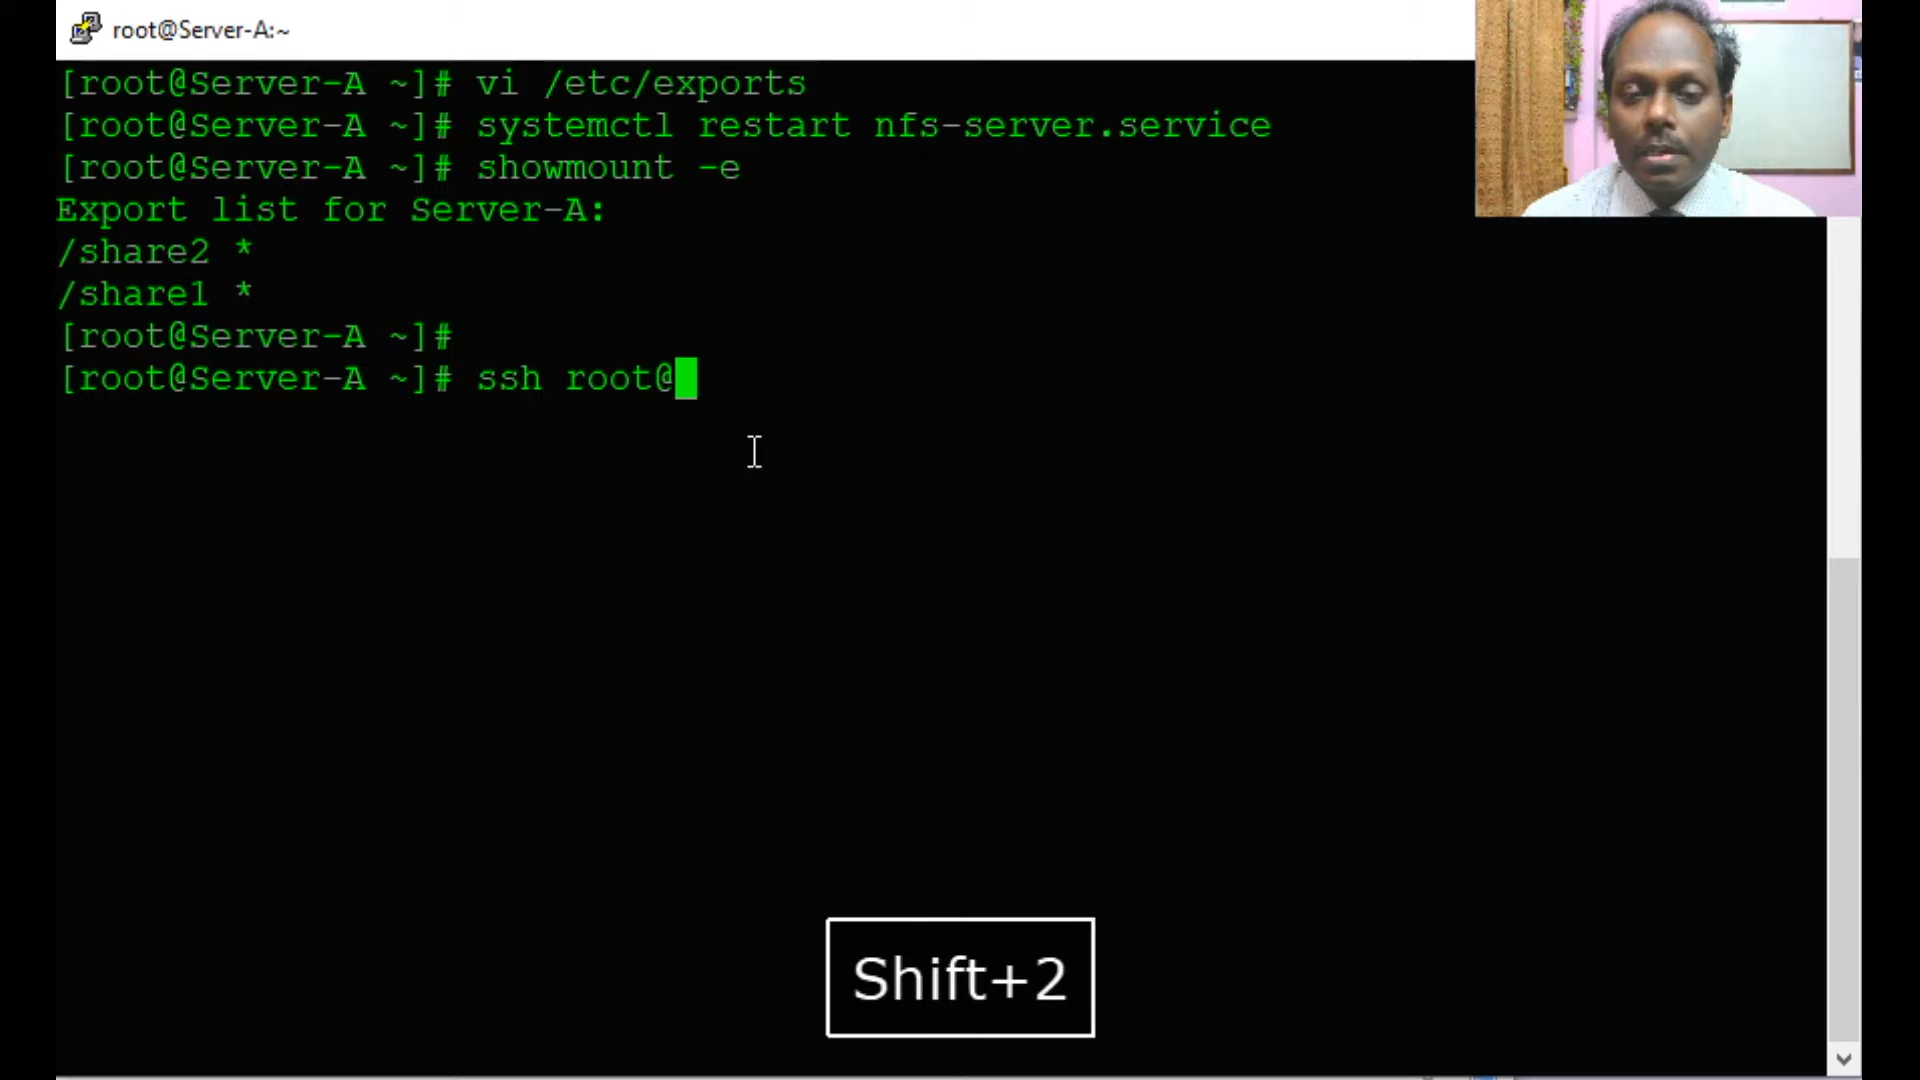 root@Server-A:~
[root@Server-A ~]# vi /etc/exports
[root@Server-A ~]# systemctl restart nfs-server.service
[root@Server-A ~]# showmount -e
Export list for Server-A:
/share2 *
/share1 *
[root@Server-A ~]#
[root@Server-A ~]# ssh root@
Shift+2